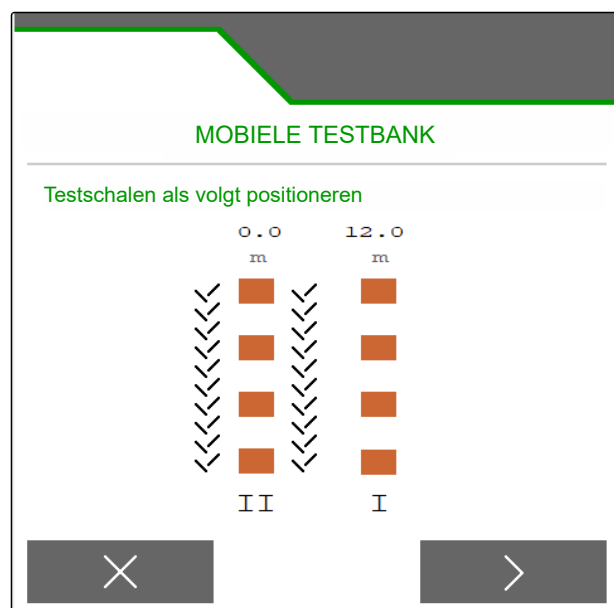 MOBIELE TESTBANK
Testschalen als volgt positioneren
0.0 12.0
m m
II I